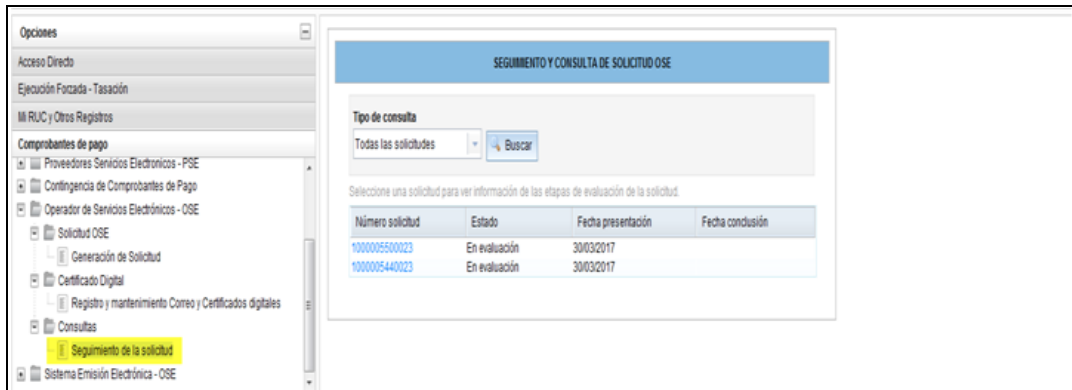 Opciones
Acceso Directo
Ejecución Forzada - Tasación
Mi RUC y Otros Registros
Comprobantes de pago
Proveedores Servicios Electronicos - PSE
Contingencia de Comprobantes de Pago
Operador de Servicios Electrónicos - OSE
Solicitud OSE
Generación de Solicitud
Certificado Digital
Registro y mantenimiento Correo y Certificados digitales
Consultas
Seguimiento de la solicitud
Sistema Emisión Electrónica - OSE
SEGUIMIENTO Y CONSULTA DE SOLICITUD OSE
Tipo de consulta
Todas las solicitudes Buscar
Seleccione una solicitud para ver información de las etapas de evaluación de la solicitud.
Número solicitud Estado Fecha presentación Fecha conclusión
1000005500023 En evaluación 30/03/2017
1000005440023 En evaluación 30/03/2017